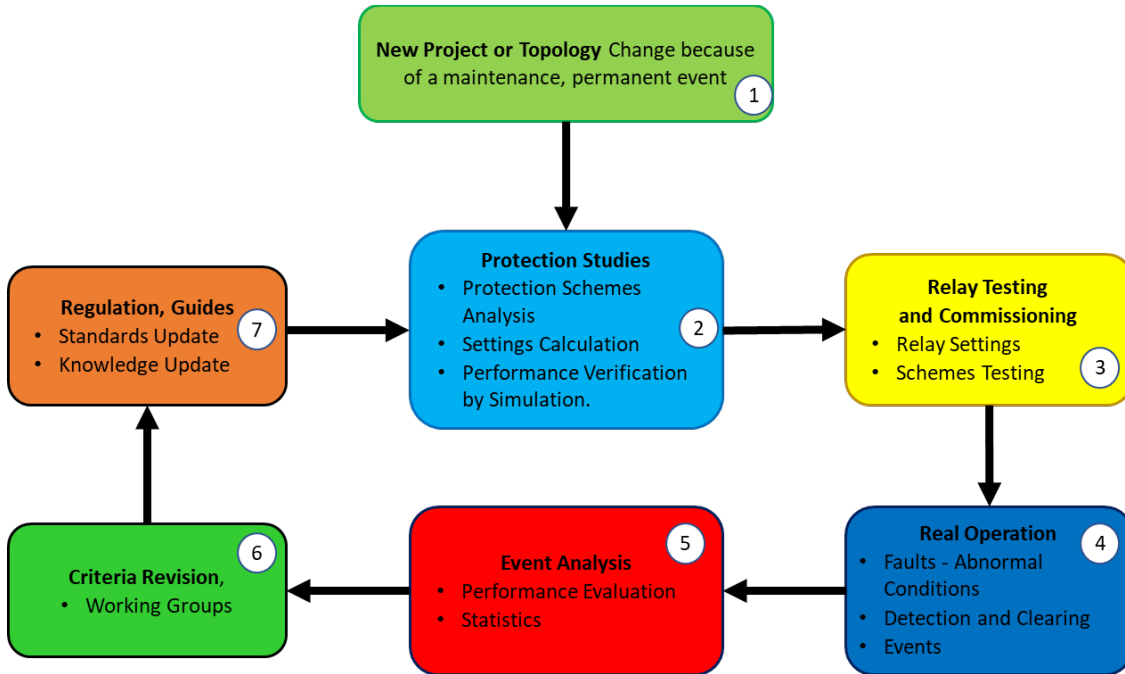 New Project or Topology Change because
of a maintenance, permanent event
1
Protection Studies
• Protection Schemes
Analysis
• Settings Calculation
• Performance Verification
by Simulation.
2
Relay Testing
and Commissioning
• Relay Settings
• Schemes Testing
3
Real Operation
• Faults - Abnormal
Conditions
• Detection and Clearing
• Events
4
Event Analysis
• Performance Evaluation
• Statistics
5
Criteria Revision,
• Working Groups
6
Regulation, Guides
• Standards Update
• Knowledge Update
7